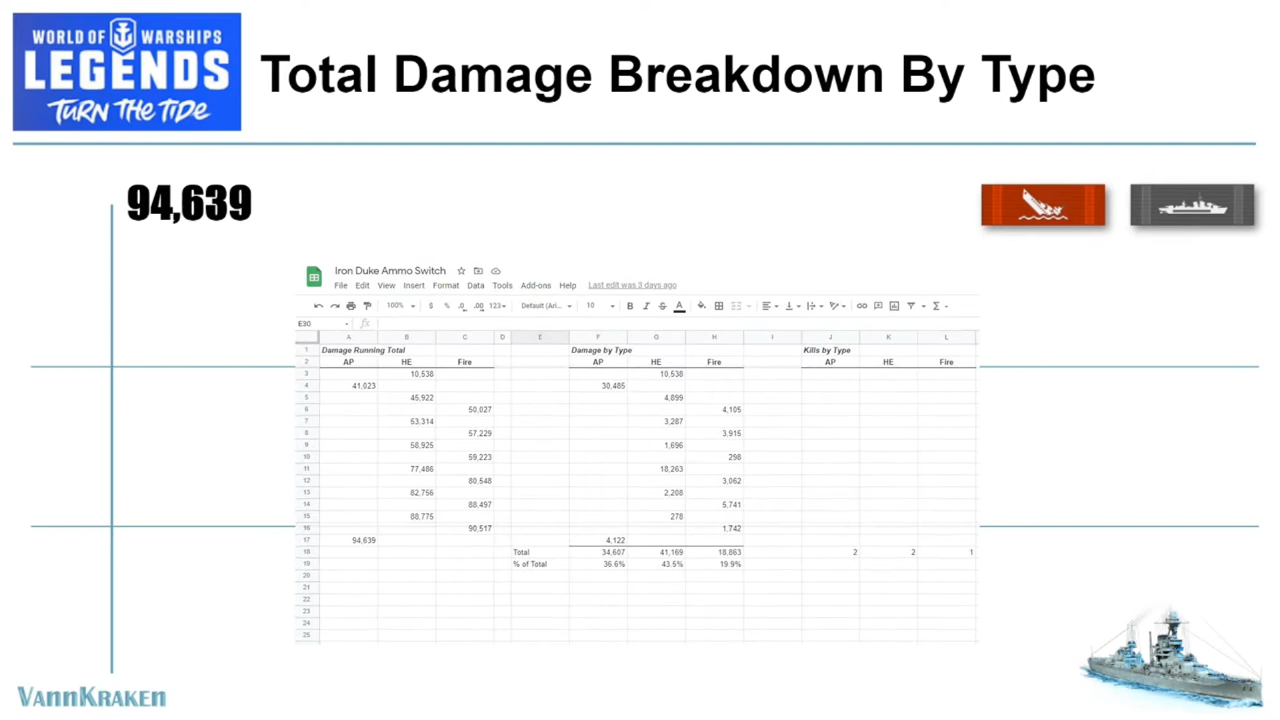 WORLD OF WARSHIPS
LEGENDS
TURN THE TIDE
Total Damage Breakdown By Type
94,639
Iron Duke Ammo Switch
File Edit View Insert Format Data Tools Add-ons Help Last edit was 3 days ago
100% $ % .0 .00 123 Default (Ari... 10 B I S A
E30 fx
A B C D E F G H I J K L
1 Damage Running Total Damage by Type Kills by Type
2 AP HE Fire AP HE Fire AP HE Fire
3 10,538 10,538
4 41,023 30,485
5 45,922 4,899
6 50,027 4,105
7 53,314 3,287
8 57,229 3,915
9 58,925 1,696
10 59,223 298
11 77,486 18,263
12 80,548 3,062
13 82,756 2,208
14 88,497 5,741
15 88,775 278
16 90,517 1,742
17 94,639 4,122
18 Total 34,607 41,169 18,863 2 2 1
19 % of Total 36.6% 43.5% 19.9%
20
21
22
23
24
25
VannKraken